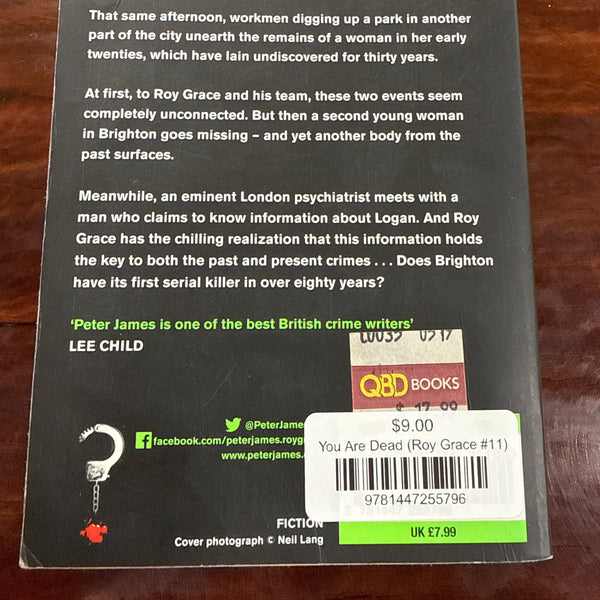 That same afternoon, workmen digging up a park in another
part of the city unearth the remains of a woman in her early
twenties, which have lain undiscovered for thirty years.
At first, to Roy Grace and his team, these two events seem
completely unconnected. But then a second young woman
in Brighton goes missing – and yet another body from the
past surfaces.
Meanwhile, an eminent London psychiatrist meets with a
man who claims to know information about Logan. And Roy
Grace has the chilling realization that this information holds
the key to both the past and present crimes . . . Does Brighton
have its first serial killer in over eighty years?
‘Peter James is one of the best British crime writers’
LEE CHILD
QBD BOOKS
17.00
@PeterJame
facebook.com/peterjames.roygr
www.peterjames.
$9.00
You Are Dead (Roy Grace #11)
9781447255796
FICTION
Cover photograph © Neil Lang
UK £7.99